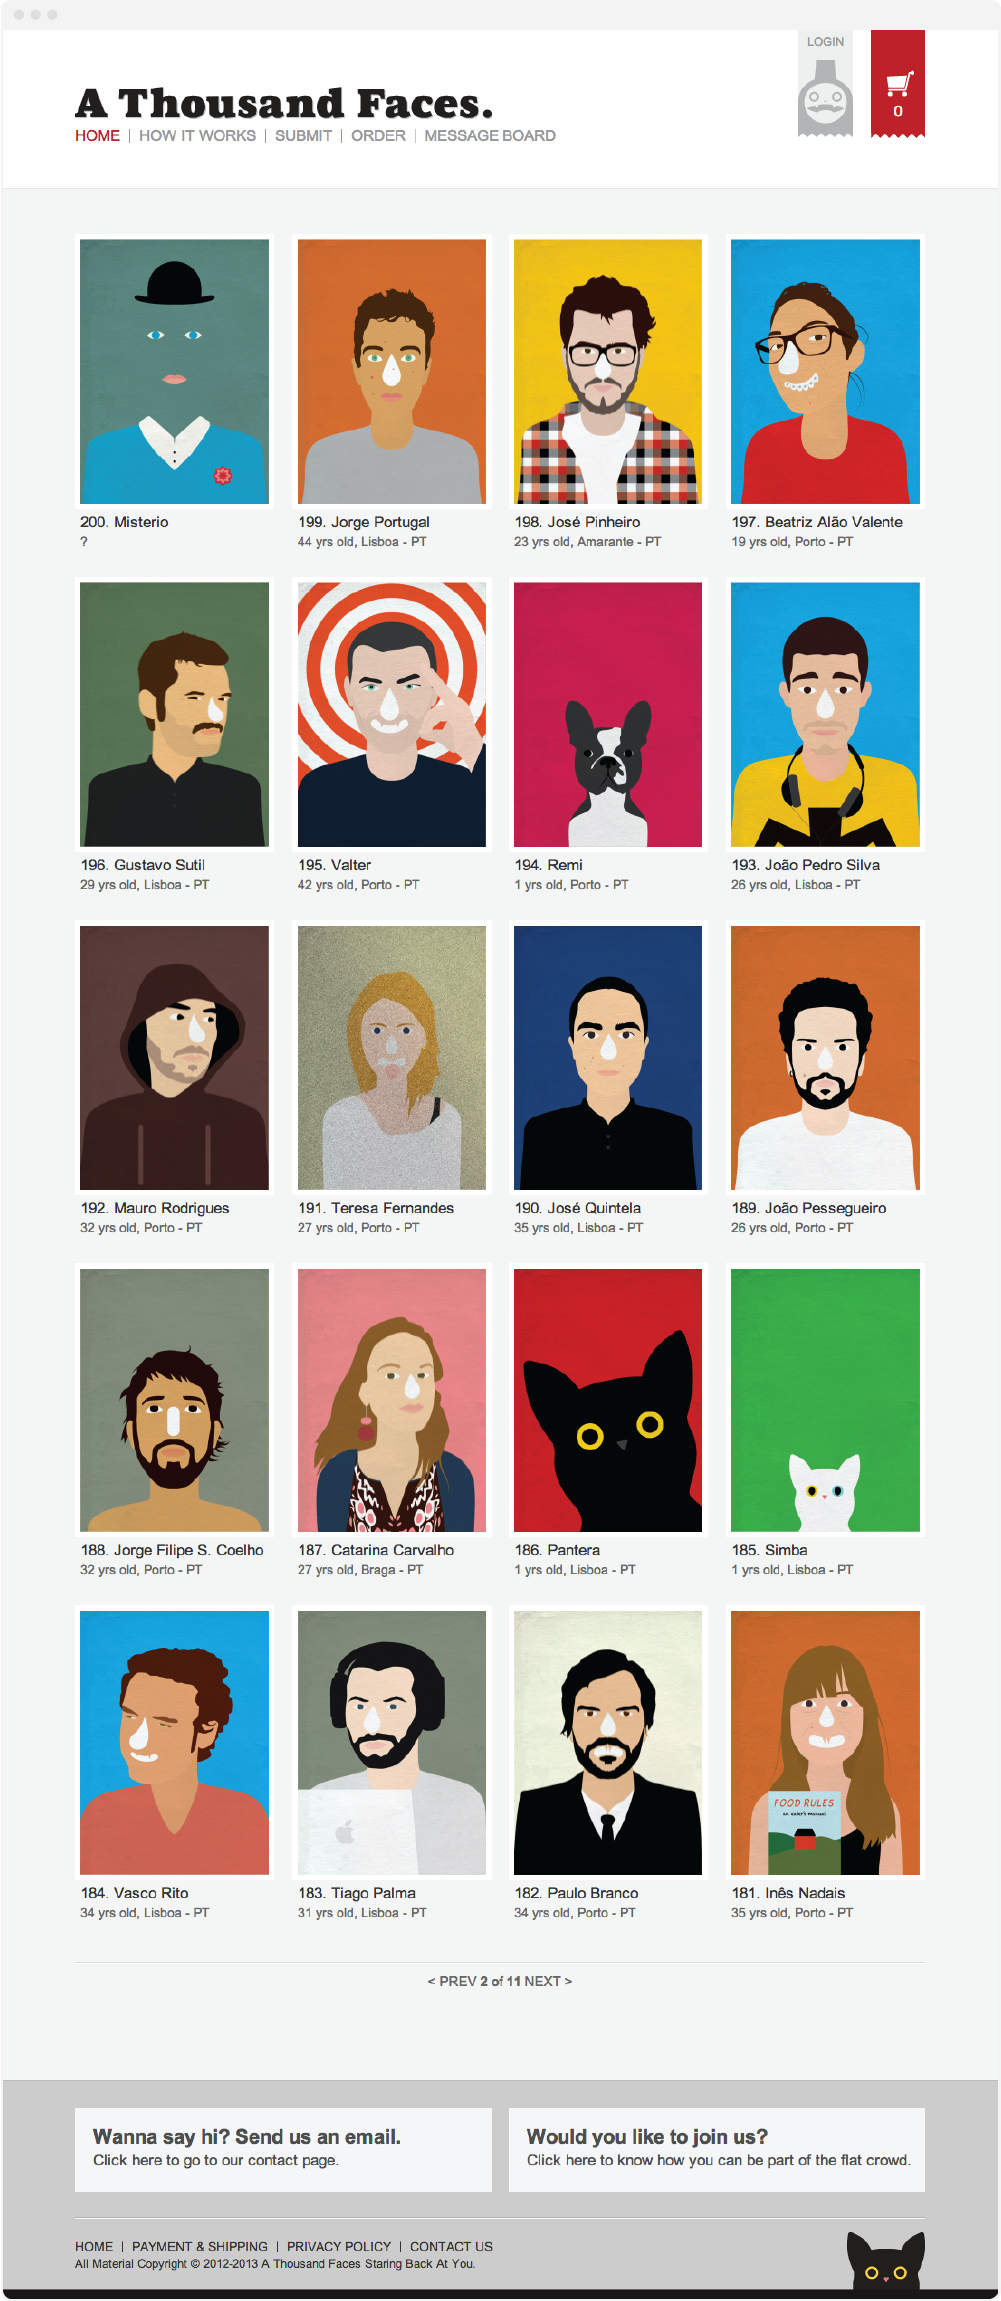 LOGIN
0
A Thousand Faces.
HOME | HOW IT WORKS | SUBMIT | ORDER | MESSAGE BOARD
200. Misterio
?
199. Jorge Portugal
44 yrs old, Lisboa - PT
198. José Pinheiro
23 yrs old, Amarante - PT
197. Beatriz Alão Valente
19 yrs old, Porto - PT
196. Gustavo Sutil
29 yrs old, Lisboa - PT
195. Valter
42 yrs old, Porto - PT
194. Remi
1 yrs old, Porto - PT
193. João Pedro Silva
26 yrs old, Lisboa - PT
192. Mauro Rodrigues
32 yrs old, Porto - PT
191. Teresa Fernandes
27 yrs old, Porto - PT
190. José Quintela
35 yrs old, Lisboa - PT
189. João Pessegueiro
26 yrs old, Porto - PT
188. Jorge Filipe S. Coelho
32 yrs old, Porto - PT
187. Catarina Carvalho
27 yrs old, Braga - PT
186. Pantera
1 yrs old, Lisboa - PT
185. Simba
1 yrs old, Lisboa - PT
FOOD RULES
an eater's manual
184. Vasco Rito
34 yrs old, Lisboa - PT
183. Tiago Palma
31 yrs old, Lisboa - PT
182. Paulo Branco
34 yrs old, Porto - PT
181. Inês Nadais
35 yrs old, Porto - PT
< PREV 2 of 11 NEXT >
Wanna say hi? Send us an email.
Click here to go to our contact page.
Would you like to join us?
Click here to know how you can be part of the flat crowd.
HOME | PAYMENT & SHIPPING | PRIVACY POLICY | CONTACT US
All Material Copyright © 2012-2013 A Thousand Faces Staring Back At You.